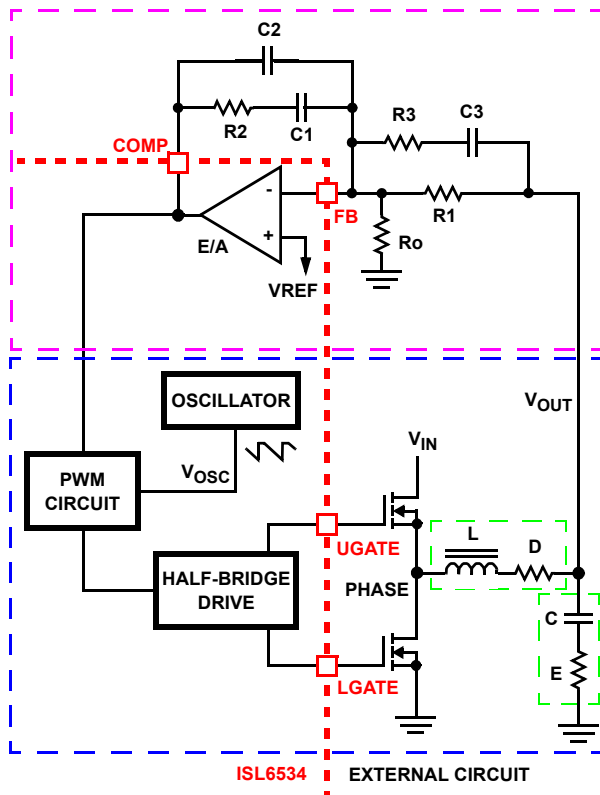 C2
R2
C1
R3
C3
COMP
-
+
E/A
FB
R1
Ro
VREF
OSCILLATOR
VOUT
PWM
CIRCUIT
VOSC
VIN
UGATE
L
D
HALF-BRIDGE
DRIVE
PHASE
C
E
LGATE
ISL6534
EXTERNAL CIRCUIT